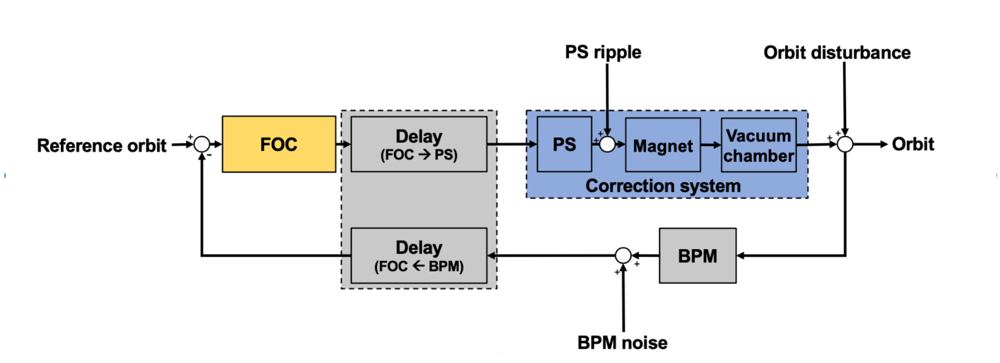 PS ripple
Orbit disturbance
Reference orbit
+
-
FOC
Delay
(FOC → PS)
PS
+
+
Magnet
Vacuum
chamber
Correction system
+
+
Orbit
Delay
(FOC ← BPM)
+
+
BPM
BPM noise